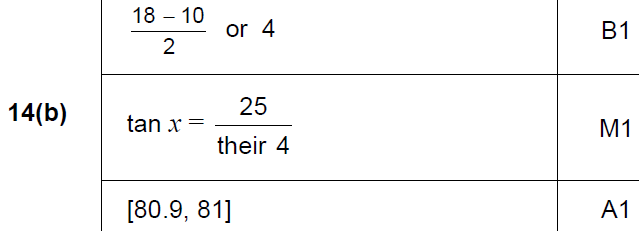 18 – 10
2
or 4
B1
14(b)
tan x =
25
their 4
M1
[80.9, 81]
A1